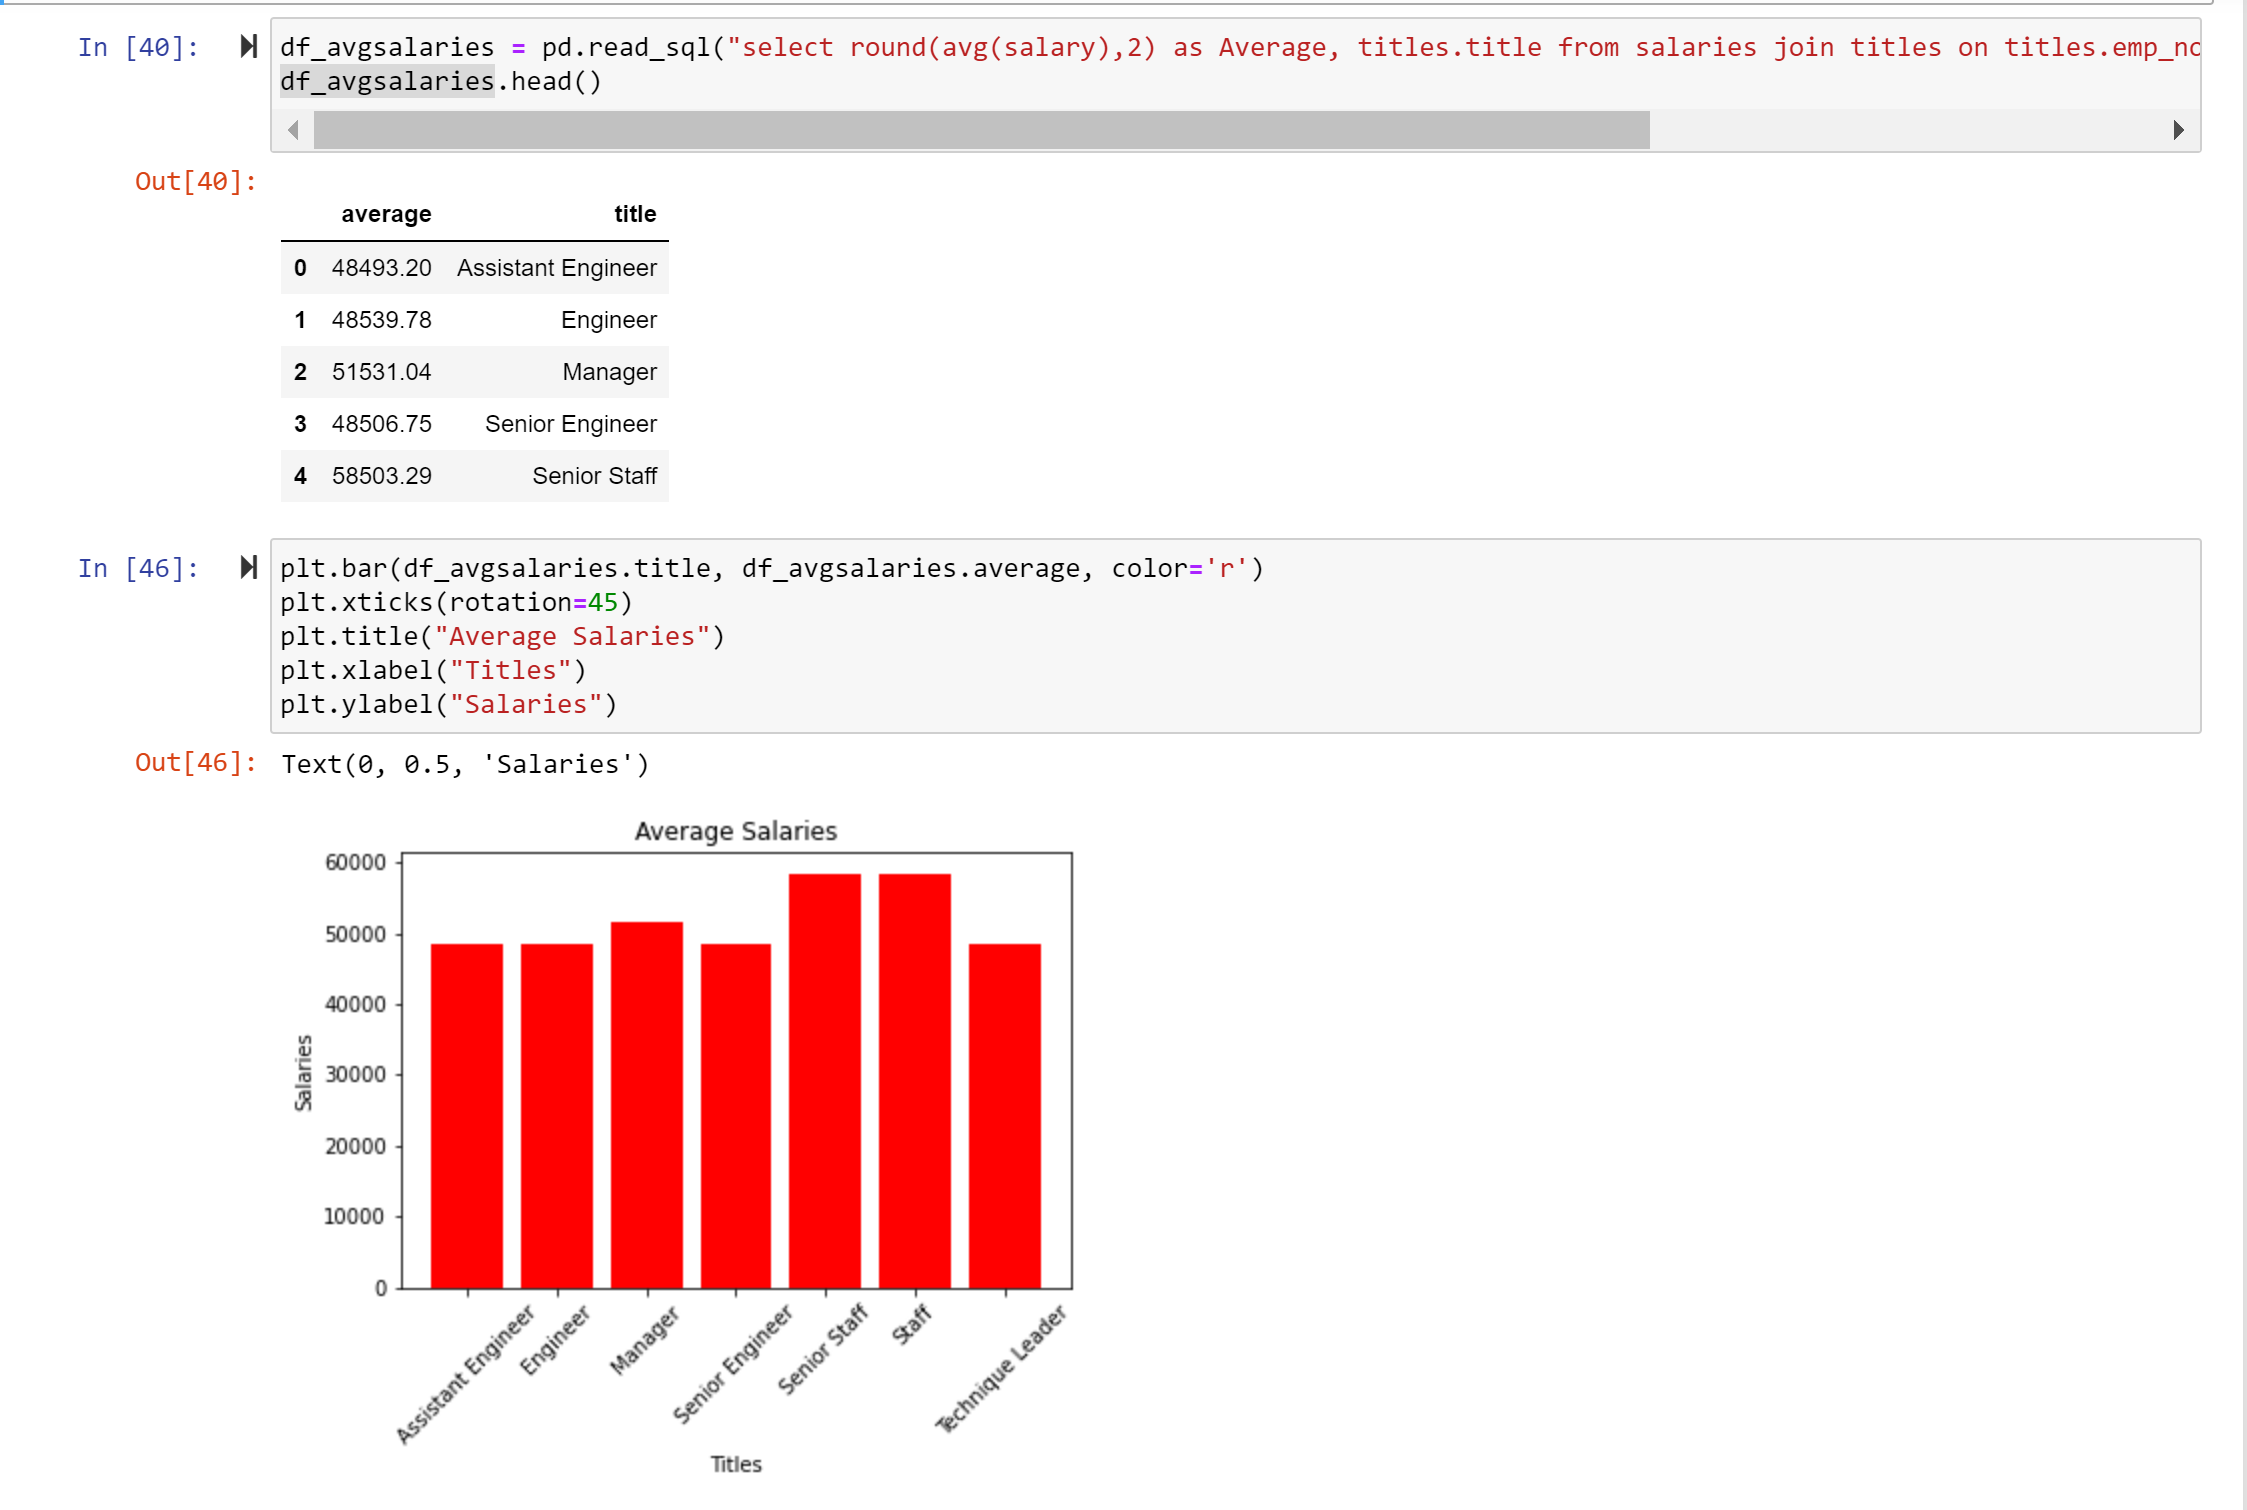 In [40]: df_avgsalaries = pd.read_sql("select round(avg(salary),2) as Average, titles.title from salaries join titles on titles.emp_no
df_avgsalaries.head()
Out[40]:
average title
0 48493.20 Assistant Engineer
1 48539.78 Engineer
2 51531.04 Manager
3 48506.75 Senior Engineer
4 58503.29 Senior Staff
In [46]: plt.bar(df_avgsalaries.title, df_avgsalaries.average, color='r')
plt.xticks(rotation=45)
plt.title("Average Salaries")
plt.xlabel("Titles")
plt.ylabel("Salaries")
Out[46]: Text(0, 0.5, 'Salaries')
Average Salaries
60000
50000
40000
30000
20000
10000
0
Salaries
Assistant Engineer
Engineer
Manager
Senior Engineer
Senior Staff
Staff
Technique Leader
Titles